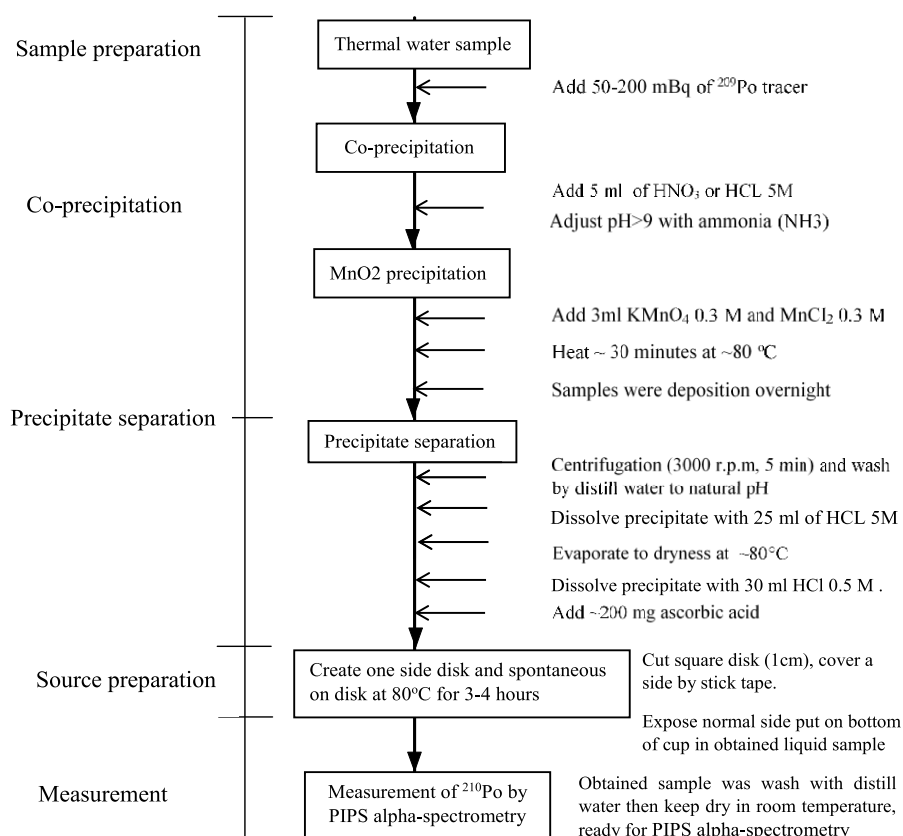 Sample preparation
Thermal water sample
Add 50-200 mBq of ²⁰⁹Po tracer
Co-precipitation
Co-precipitation
Add 5 ml of HNO₃ or HCL 5M
Adjust pH>9 with ammonia (NH3)
MnO2 precipitation
Add 3ml KMnO₄ 0.3 M and MnCl₂ 0.3 M
Heat ~ 30 minutes at ~80 ºC
Samples were deposition overnight
Precipitate separation
Precipitate separation
Centrifugation (3000 r.p.m, 5 min) and wash
by distill water to natural pH
Dissolve precipitate with 25 ml of HCL 5M
Evaporate to dryness at ~80°C
Dissolve precipitate with 30 ml HCl 0.5 M .
Add ~200 mg ascorbic acid
Source preparation
Create one side disk and spontaneous
on disk at 80ºC for 3-4 hours
Cut square disk (1cm), cover a
side by stick tape.
Expose normal side put on bottom
of cup in obtained liquid sample
Measurement
Measurement of ²¹⁰Po by
PIPS alpha-spectrometry
Obtained sample was wash with distill
water then keep dry in room temperature,
ready for PIPS alpha-spectrometry